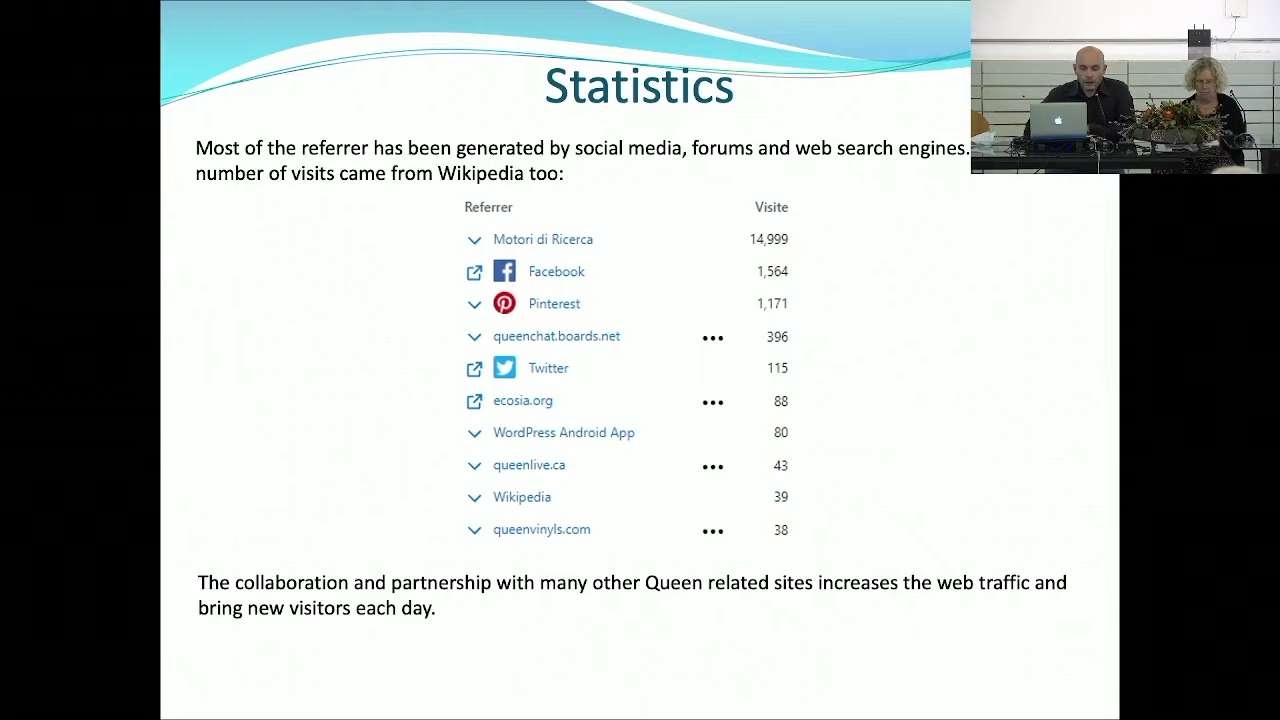 Statistics
Most of the referrer has been generated by social media, forums and web search engines.
number of visits came from Wikipedia too:
Referrer Visite
Motori di Ricerca 14,999
Facebook 1,564
Pinterest 1,171
queenchat.boards.net ••• 396
Twitter 115
ecosia.org ••• 88
WordPress Android App 80
queenlive.ca ••• 43
Wikipedia 39
queenvinyls.com ••• 38
The collaboration and partnership with many other Queen related sites increases the web traffic and
bring new visitors each day.